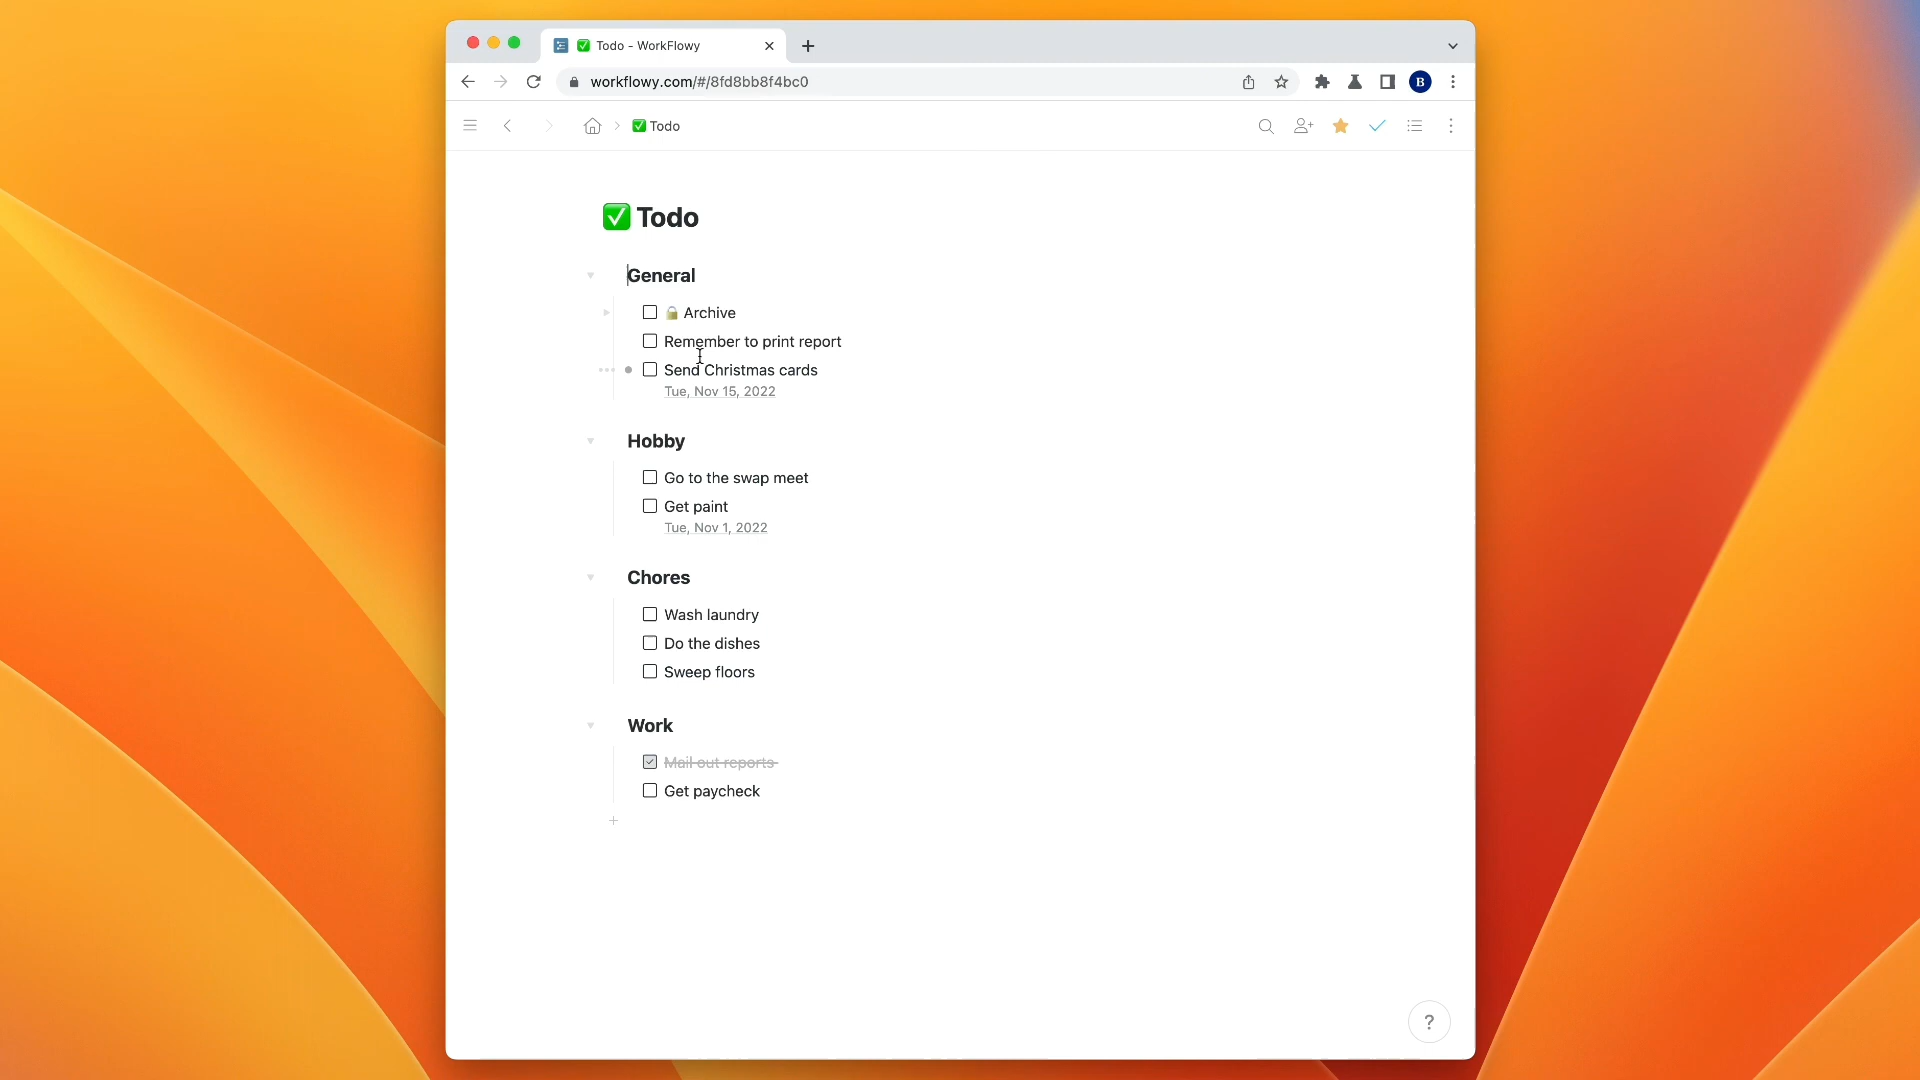 ✅ Todo - WorkFlowy
workflowy.com/#/8fd8bb8f4bc0
B
✅ Todo
✅ Todo
General
🔒 Archive
Remember to print report
Send Christmas cards
Tue, Nov 15, 2022
Hobby
Go to the swap meet
Get paint
Tue, Nov 1, 2022
Chores
Wash laundry
Do the dishes
Sweep floors
Work
Mail out reports
Get paycheck
?